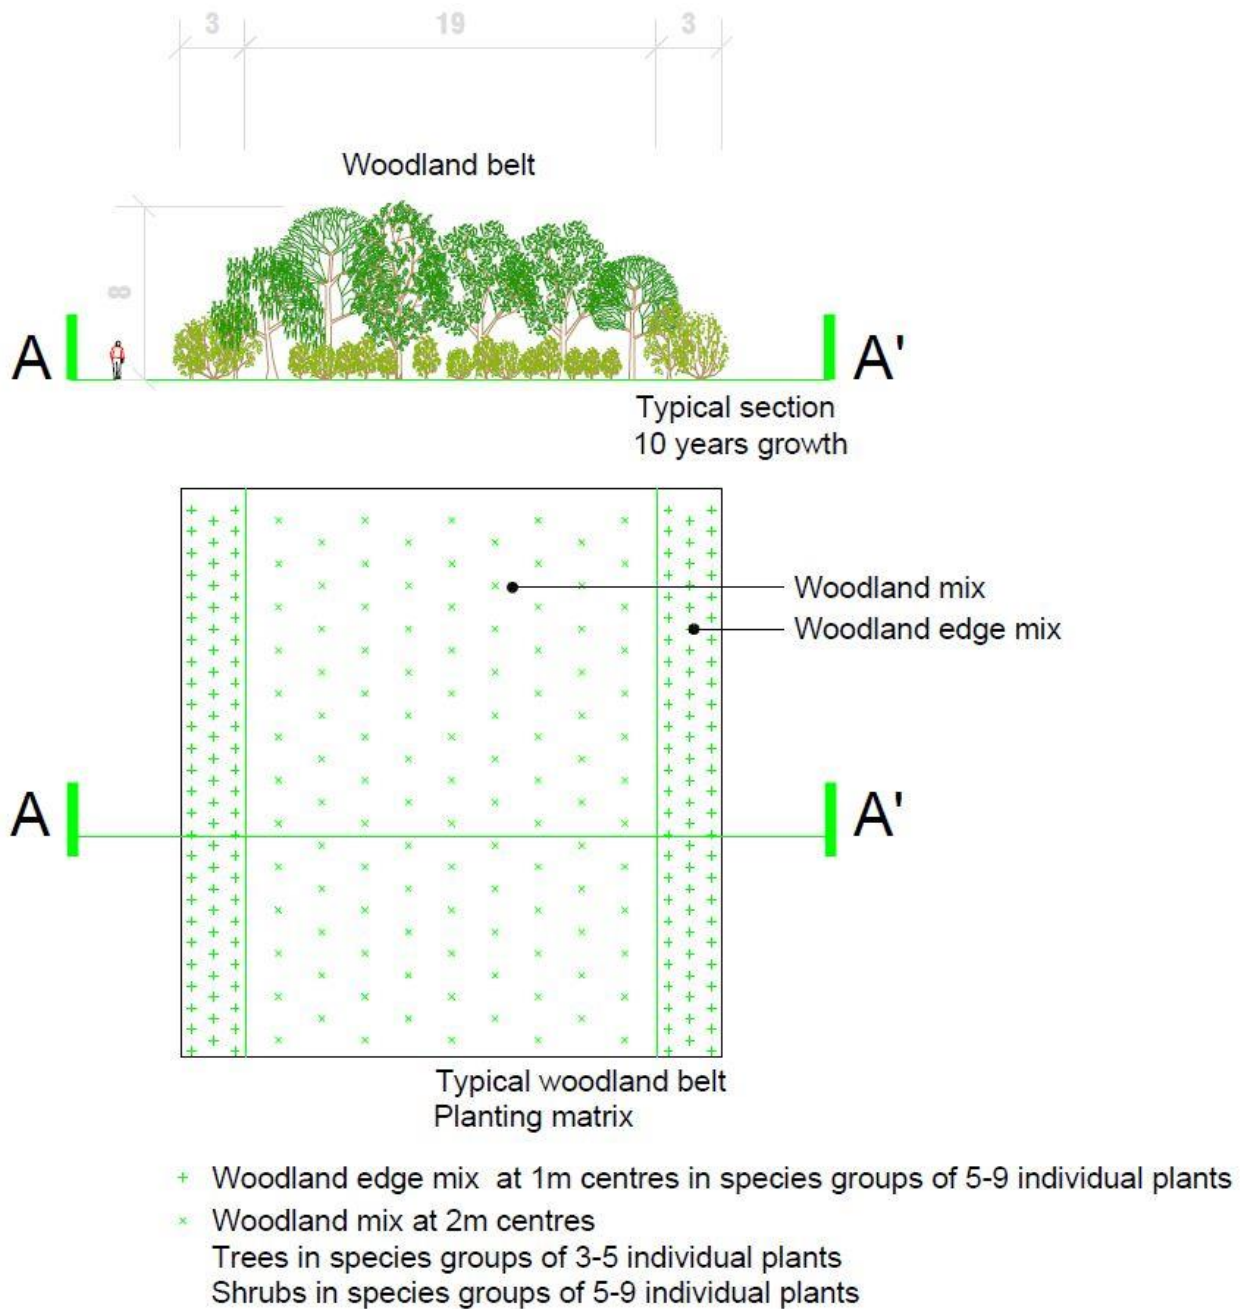 3 19 3
Woodland belt
8
A A'
Typical section
10 years growth
Woodland mix
Woodland edge mix
A A'
Typical woodland belt
Planting matrix
+ Woodland edge mix at 1m centres in species groups of 5-9 individual plants
× Woodland mix at 2m centres
Trees in species groups of 3-5 individual plants
Shrubs in species groups of 5-9 individual plants